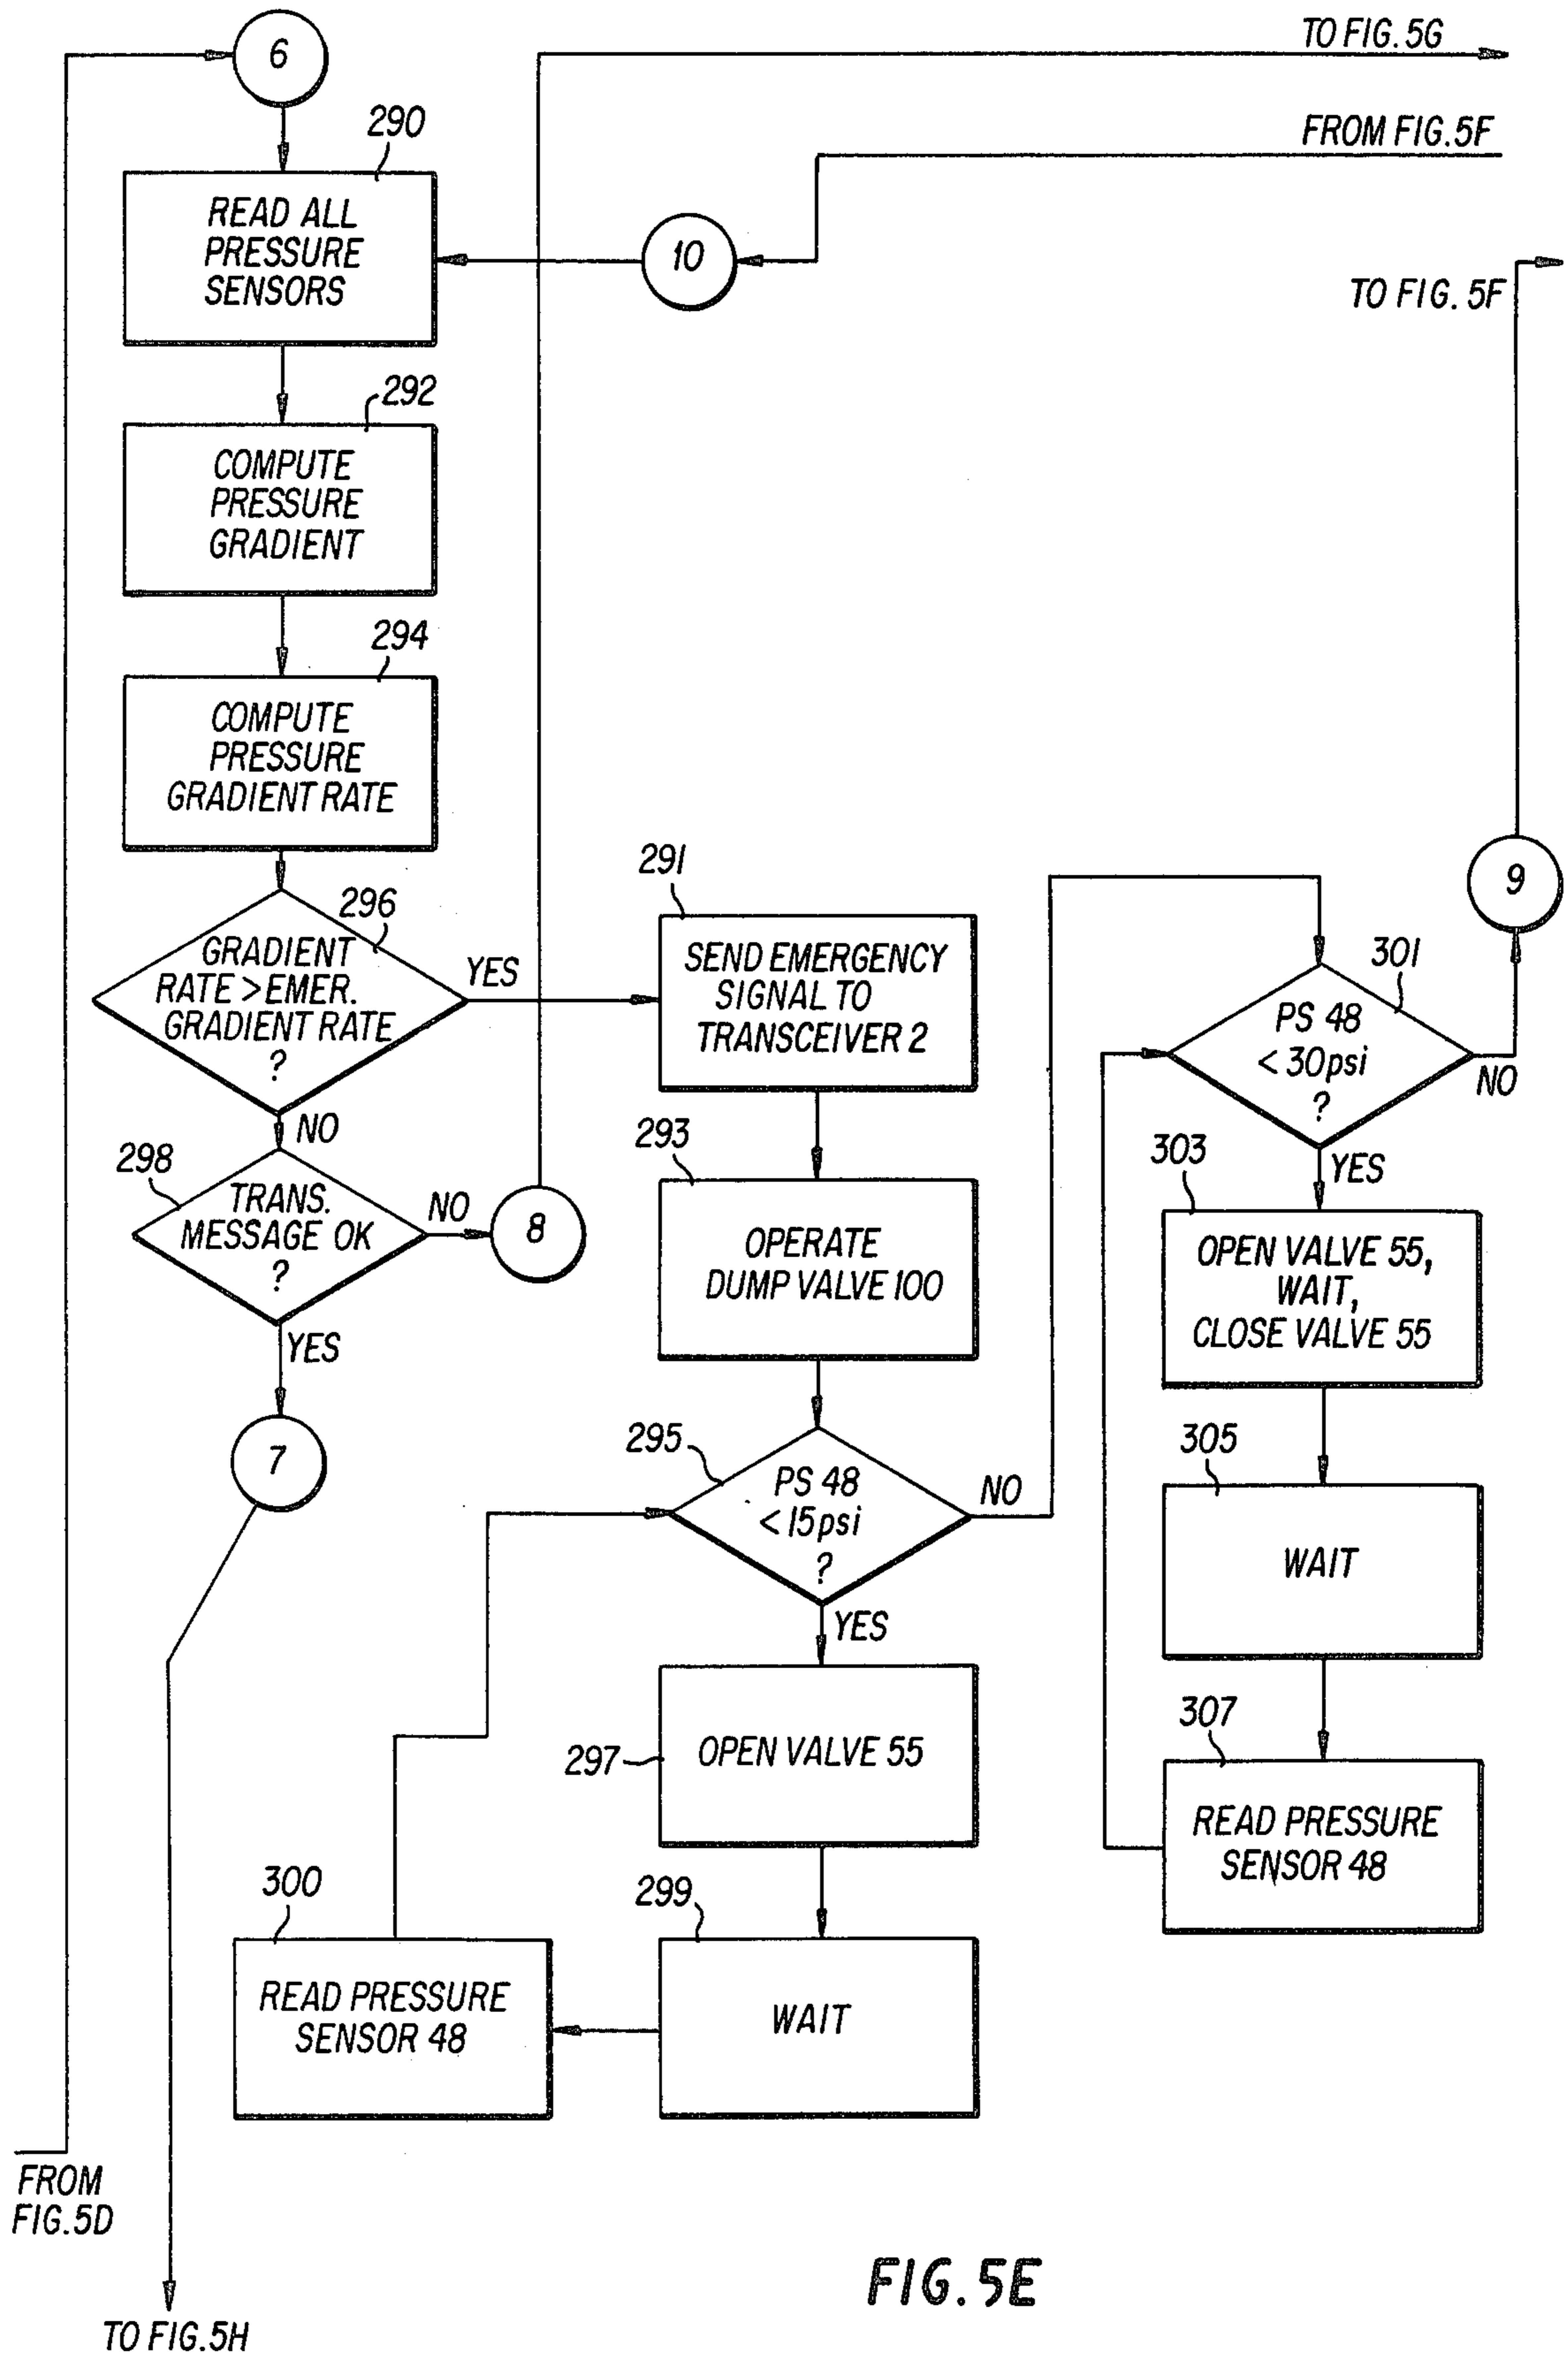 6
TO FIG. 5G
290
FROM FIG. 5F
READ ALL
PRESSURE
SENSORS
10
TO FIG. 5F
292
COMPUTE
PRESSURE
GRADIENT
294
COMPUTE
PRESSURE
GRADIENT RATE
296
GRADIENT
RATE > EMER.
GRADIENT RATE
?
YES
NO
298
TRANS.
MESSAGE OK
?
NO
8
YES
7
291
SEND EMERGENCY
SIGNAL TO
TRANSCEIVER 2
293
OPERATE
DUMP VALVE 100
295
PS 48
< 15 psi
?
NO
YES
297
OPEN VALVE 55
299
WAIT
300
READ PRESSURE
SENSOR 48
9
301
PS 48
< 30 psi
?
NO
YES
303
OPEN VALVE 55,
WAIT,
CLOSE VALVE 55
305
WAIT
307
READ PRESSURE
SENSOR 48
FROM
FIG. 5D
TO FIG. 5H
FIG. 5E